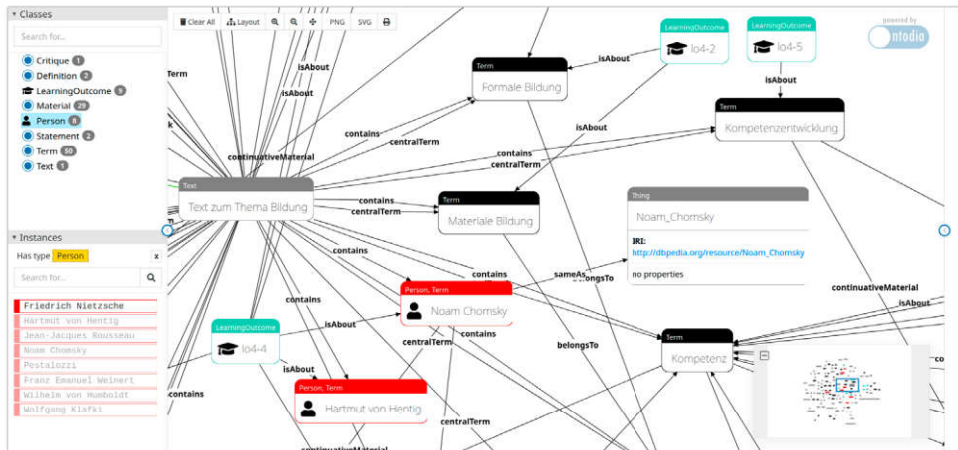 Classes
Search for...
Critique 1
Definition 2
LearningOutcome 9
Material 29
Person 8
Statement 2
Term 50
Text 1
Instances
Has type Person x
Search for...
Friedrich Nietzsche
Hartmut von Hentig
Jean-Jacques Rousseau
Noam Chomsky
Pestalozzi
Franz Emanuel Weinert
Wilhelm von Humboldt
Wolfgang Klafki
Clear All Layout PNG SVG
powered by
ntodia
LearningOutcome
lo4-2
LearningOutcome
lo4-5
Term
isAbout
isAbout
isAbout
Term
Formale Bildung
isAbout
Term
Kompetenzentwicklung
contains
centralTerm
continuativeMaterial
contains
centralTerm
Text
Text zum Thema Bildung
contains
centralTerm
Term
Materiale Bildung
Thing
Noam_Chomsky
IRI:
http://dbpedia.org/resource/Noam_Chomsky
no properties
contains
contains
sameAs
belongsTo
continuativeMaterial
isAbout
Person, Term
Noam Chomsky
contains
LearningOutcome
lo4-4
isAbout
contains
centralTerm
belongsTo
Term
Kompetenz
isAbout
Person, Term
Hartmut von Hentig
contains
centralTerm
continuativeMaterial